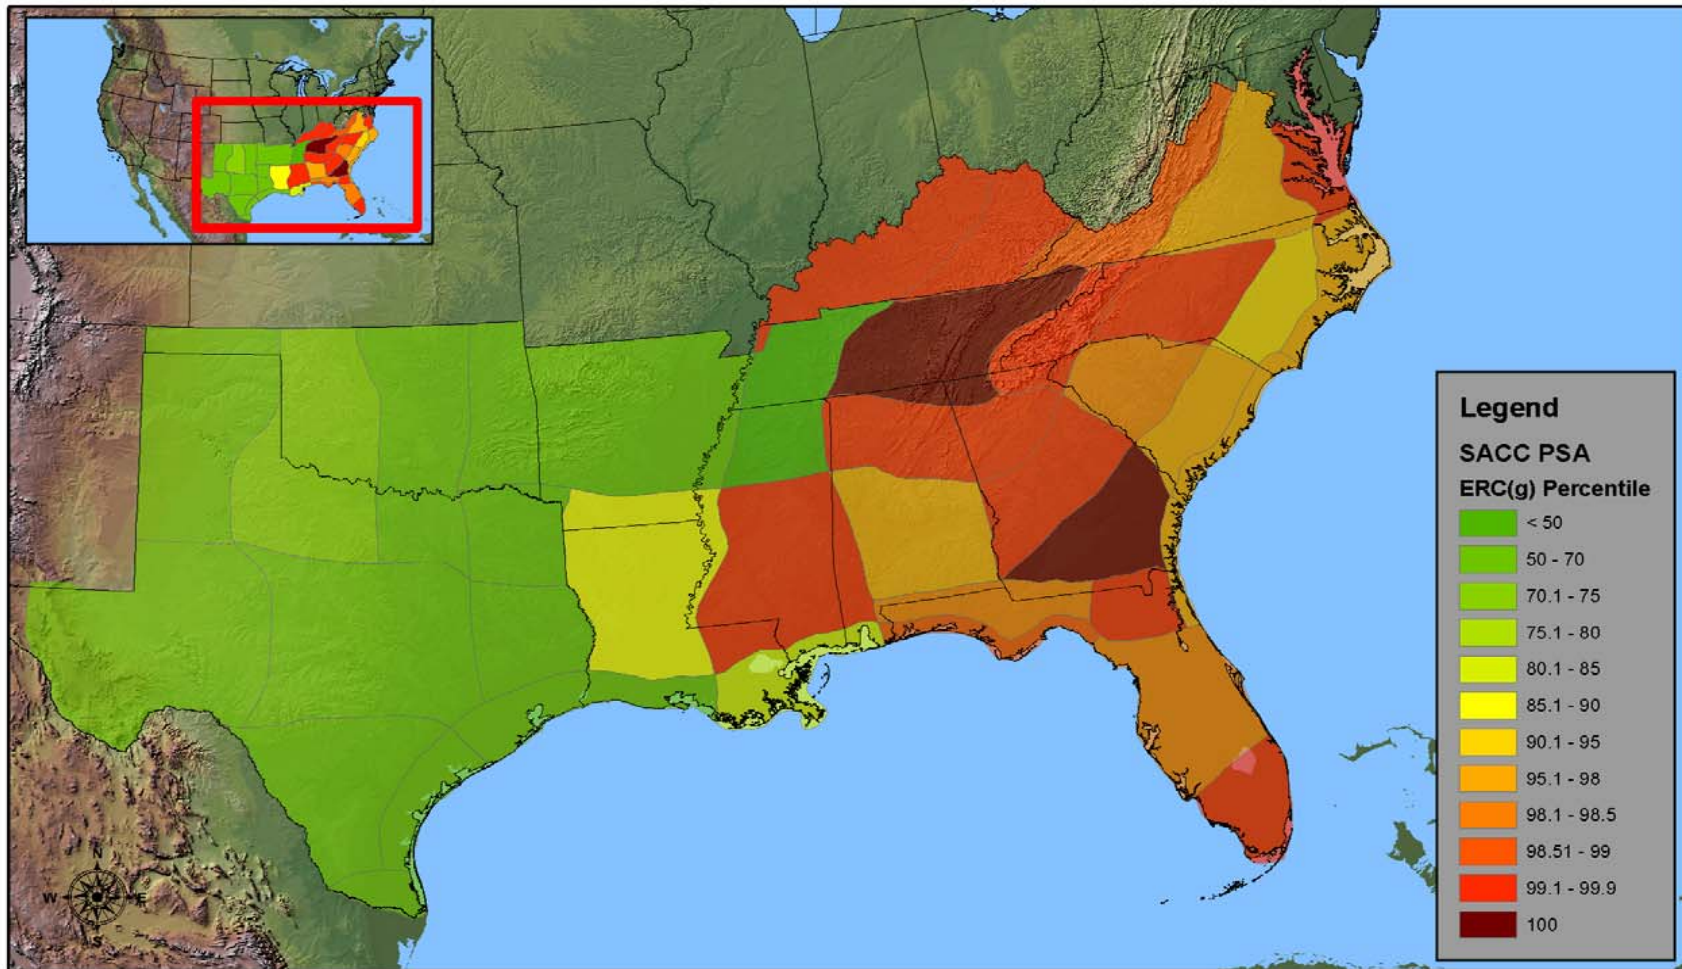 Legend
SACC PSA
ERC(g) Percentile
< 50
50 - 70
70.1 - 75
75.1 - 80
80.1 - 85
85.1 - 90
90.1 - 95
95.1 - 98
98.1 - 98.5
98.51 - 99
99.1 - 99.9
100
N
W E
S